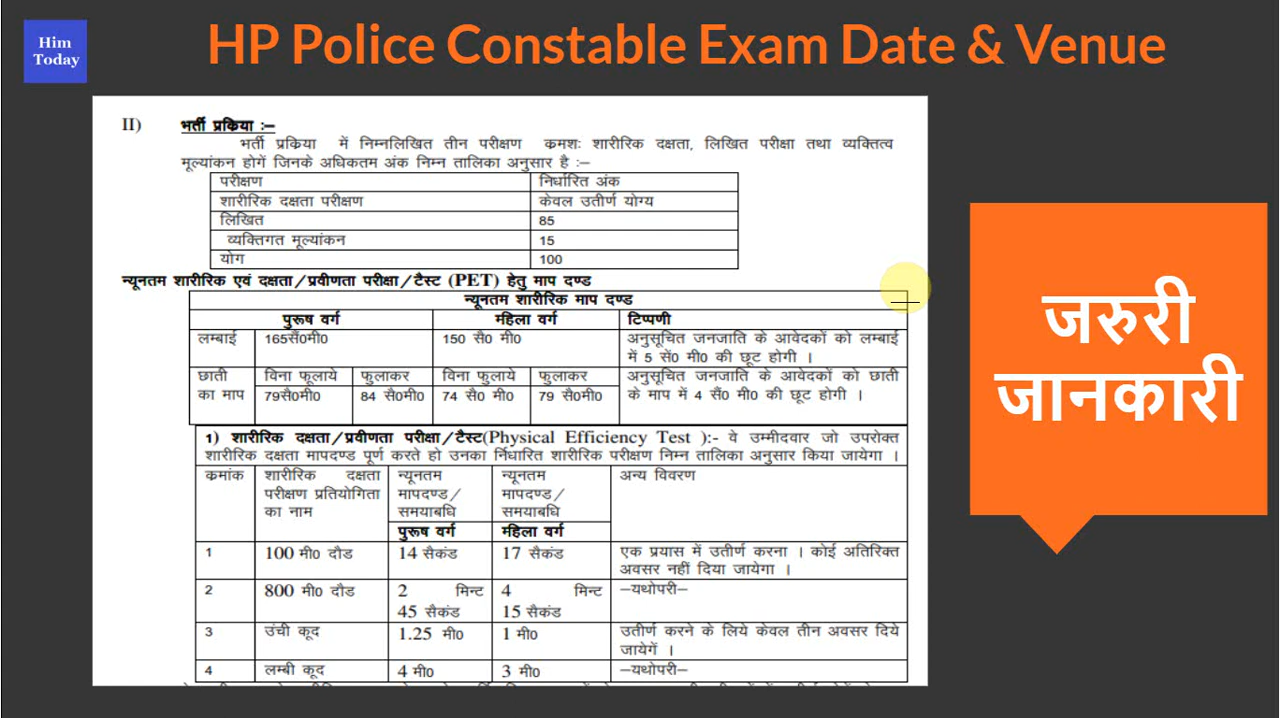 Him
Today
HP Police Constable Exam Date & Venue
II) भर्ती प्रक्रिया :–
भर्ती प्रक्रिया में निम्नलिखित तीन परीक्षण क्रमशः शारीरिक दक्षता, लिखित परीक्षा तथा व्यक्तित्व
मूल्यांकन होगें जिनके अधिकतम अंक निम्न तालिका अनुसार है :–
परीक्षण निर्धारित अंक
शारीरिक दक्षता परीक्षण केवल उतीर्ण योग्य
लिखित 85
व्यक्तिगत मूल्यांकन 15
योग 100
न्यूनतम शारीरिक एवं दक्षता/प्रवीणता परीक्षा/टैस्ट (PET) हेतु माप दण्ड
न्यूनतम शारीरिक माप दण्ड
पुरूष वर्ग महिला वर्ग टिप्पणी
लम्बाई 165सैं0मी0 150 सै0 मी0 अनुसूचित जनजाति के आवेदकों को लम्बाई
में 5 सें0 मी0 की छूट होगी ।
छाती विना फूलाये फुलाकर विना फुलाये फुलाकर अनुसूचित जनजाति के आवेदकों को छाती
का माप 79सै0मी0 84 सै0मी0 74 सै0 मी0 79 सै0मी0 के माप में 4 सैं0 मी0 की छूट होगी ।
1) शारीरिक दक्षता/प्रवीणता परीक्षा/टैस्ट(Physical Efficiency Test ):- वे उम्मीदवार जो उपरोक्त
शारीरिक दक्षता मापदण्ड पूर्ण करते हो उनका र्निधारित शारीरिक परीक्षण निम्न तालिका अनुसार किया जायेगा ।
क्रमांक शारीरिक दक्षता न्यूनतम न्यूनतम अन्य विवरण
परीक्षण प्रतियोगिता मापदण्ड/ मापदण्ड/
का नाम समयाबधि समयाबधि
पुरूष वर्ग महिला वर्ग
1 100 मी0 दौड 14 सैकंड 17 सैकंड एक प्रयास में उतीर्ण करना । कोई अतिरिक्त
अवसर नहीं दिया जायेगा ।
2 800 मी0 दौड 2 मिन्ट 4 मिन्ट –यथोपरी–
45 सैकंड 15 सैकंड
3 उंची कूद 1.25 मी0 1 मी0 उतीर्ण करने के लिये केवल तीन अवसर दिये
जायेगें ।
4 लम्बी कूद 4 मी0 3 मी0 –यथोपरी–
जरुरी
जानकारी